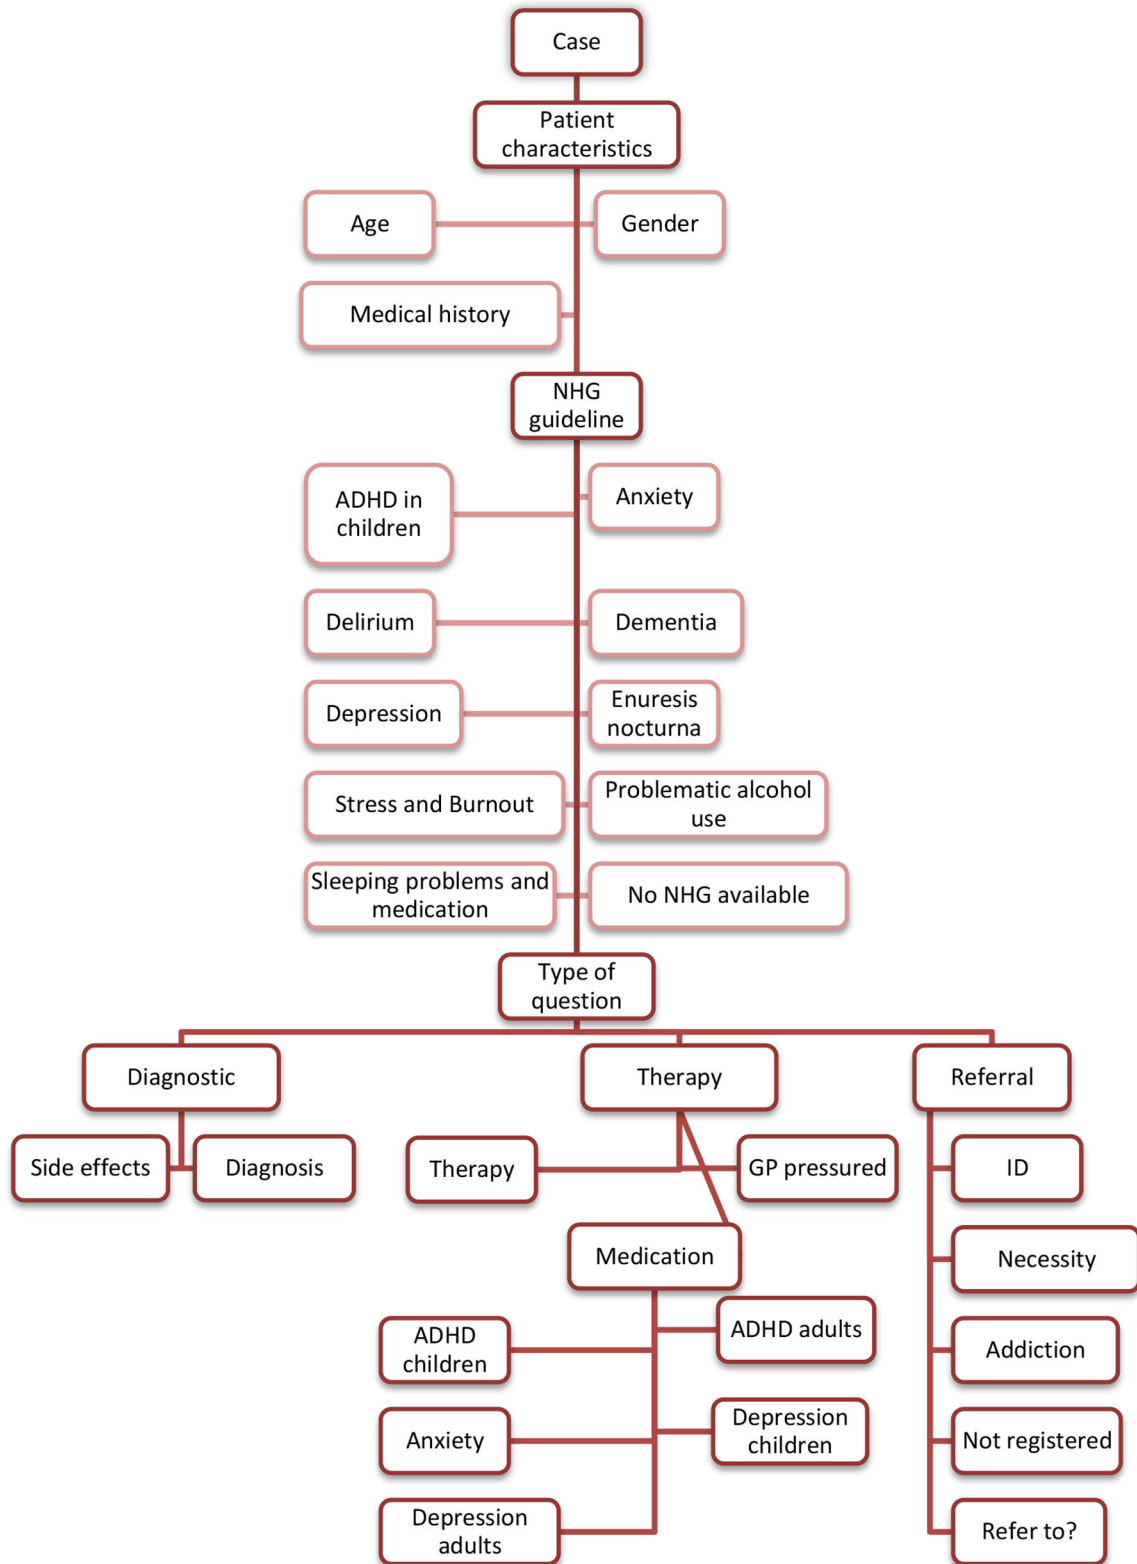 Case
Patient
characteristics
Age
Gender
Medical history
NHG
guideline
ADHD in
children
Anxiety
Delirium
Dementia
Depression
Enuresis
nocturna
Stress and Burnout
Problematic alcohol
use
Sleeping problems and
medication
No NHG available
Type of
question
Diagnostic
Therapy
Referral
Side effects
Diagnosis
Therapy
GP pressured
ID
Medication
Necessity
ADHD
children
ADHD adults
Addiction
Anxiety
Depression
children
Not registered
Depression
adults
Refer to?